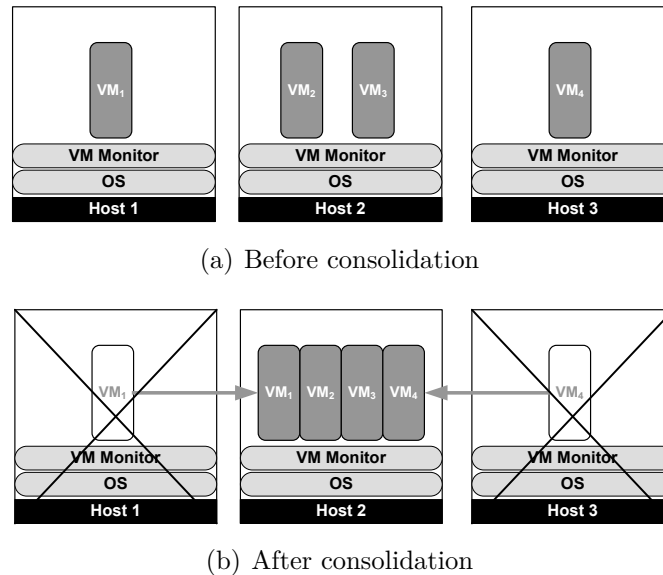 VM₁ VM₂ VM₃ VM₄
VM Monitor VM Monitor VM Monitor
OS OS OS
Host 1 Host 2 Host 3
(a) Before consolidation
VM₁ VM₁ VM₂ VM₃ VM₄ VM₄
VM Monitor VM Monitor VM Monitor
OS OS OS
Host 1 Host 2 Host 3
(b) After consolidation